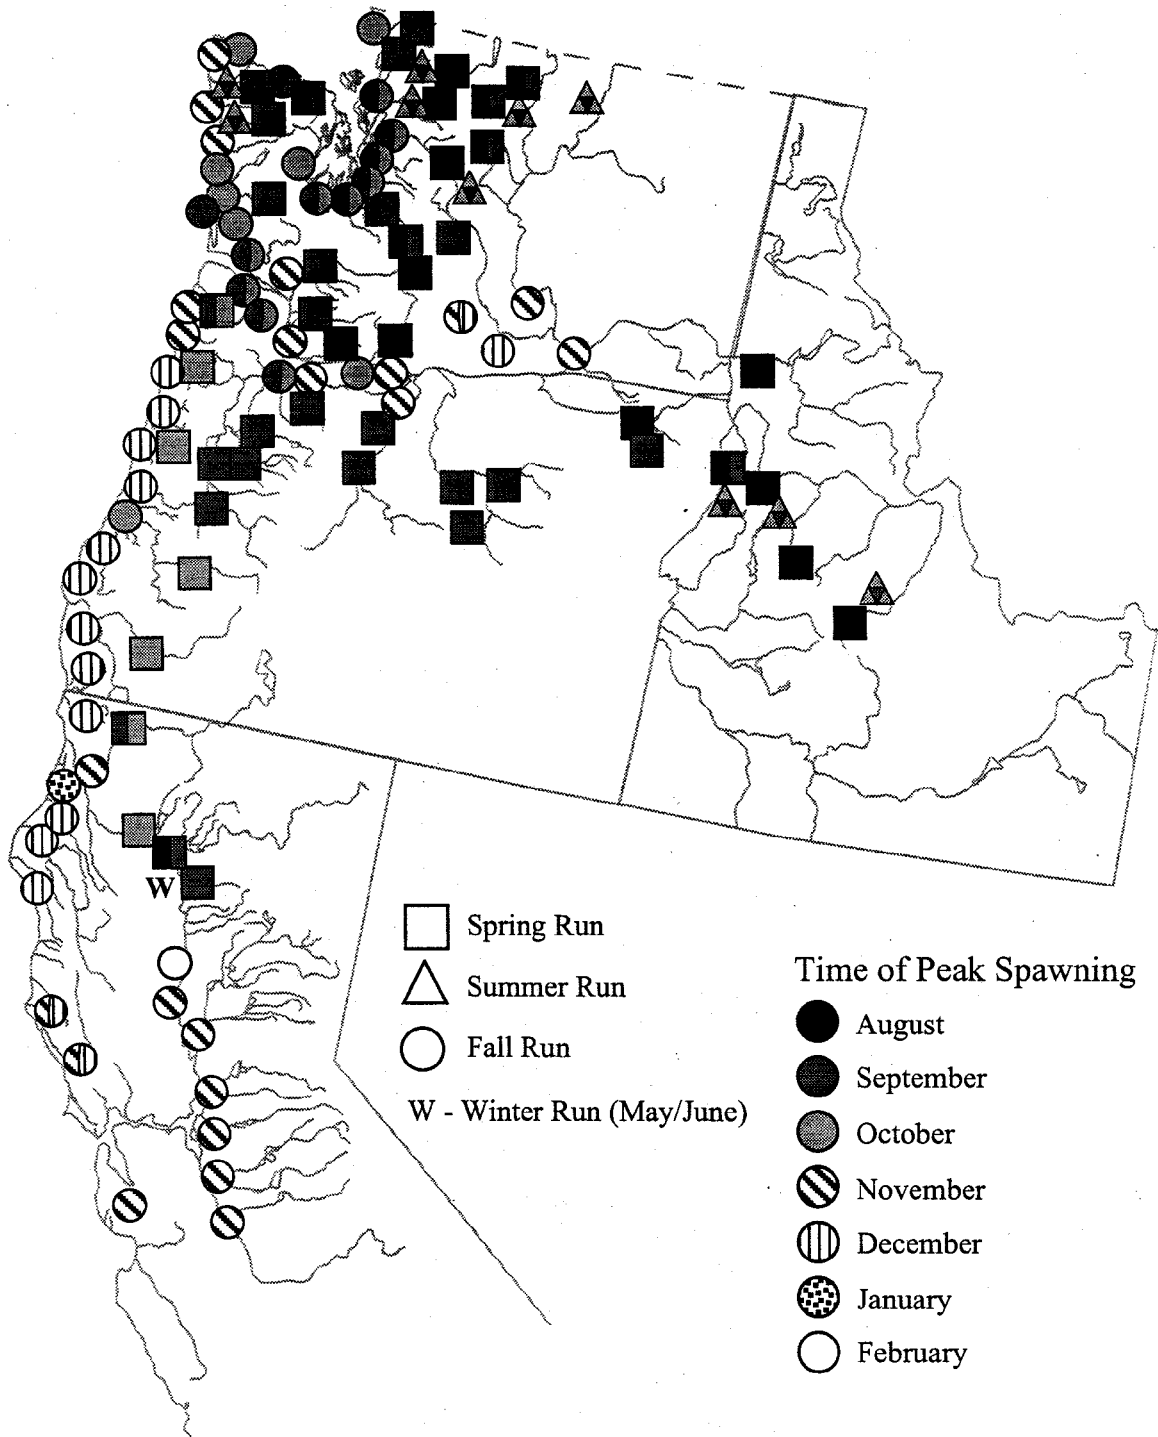 W
Spring Run
Summer Run
Fall Run
W - Winter Run (May/June)
Time of Peak Spawning
August
September
October
November
December
January
February